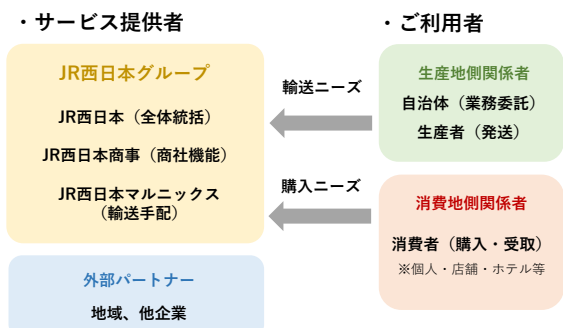 ・サービス提供者
JR西日本グループ
JR西日本（全体統括）
JR西日本商事（商社機能）
JR西日本マルニックス
（輸送手配）
外部パートナー
地域、他企業
輸送ニーズ
購入ニーズ
・ご利用者
生産地側関係者
自治体（業務委託）
生産者（発送）
消費地側関係者
消費者（購入・受取）
※個人・店舗・ホテル等